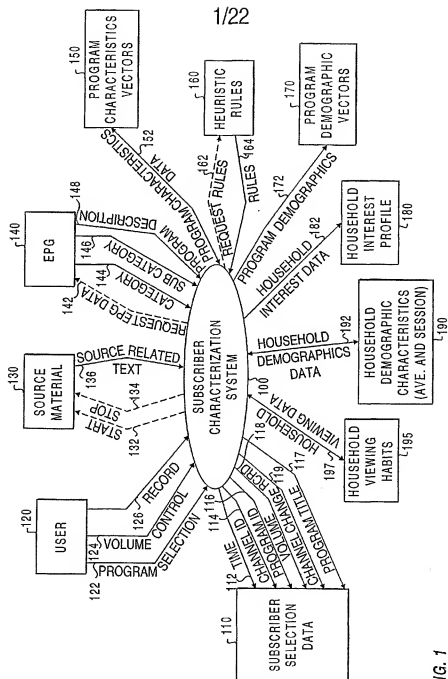 1/22
120
USER
122
PROGRAM SELECTION
124
VOLUME CONTROL
126
RECORD
130
SOURCE MATERIAL
132
START
134
STOP
136
SOURCE RELATED TEXT
140
EPG
142
REQUEST EPG DATA
144
CATEGORY
146
SUB CATEGORY
148
PROGRAM DESCRIPTION
150
PROGRAM CHARACTERISTICS VECTORS
152
PROGRAM CHARACTERISTICS DATA
160
HEURISTIC RULES
162
REQUEST RULES
164
RULES
170
PROGRAM DEMOGRAPHIC VECTORS
172
PROGRAM DEMOGRAPHICS
180
HOUSEHOLD INTEREST PROFILE
182
HOUSEHOLD INTEREST DATA
190
HOUSEHOLD DEMOGRAPHIC CHARACTERISTICS (AVE. AND SESSION)
192
HOUSEHOLD DEMOGRAPHICS DATA
195
HOUSEHOLD VIEWING HABITS
197
HOUSEHOLD VIEWING DATA
100
SUBSCRIBER CHARACTERIZATION SYSTEM
110
SUBSCRIBER SELECTION DATA
112
TIME
114
CHANNEL ID
116
PROGRAM ID
118
VOLUME
119
CHANNEL CHANGE
117
PROGRAM TITLE